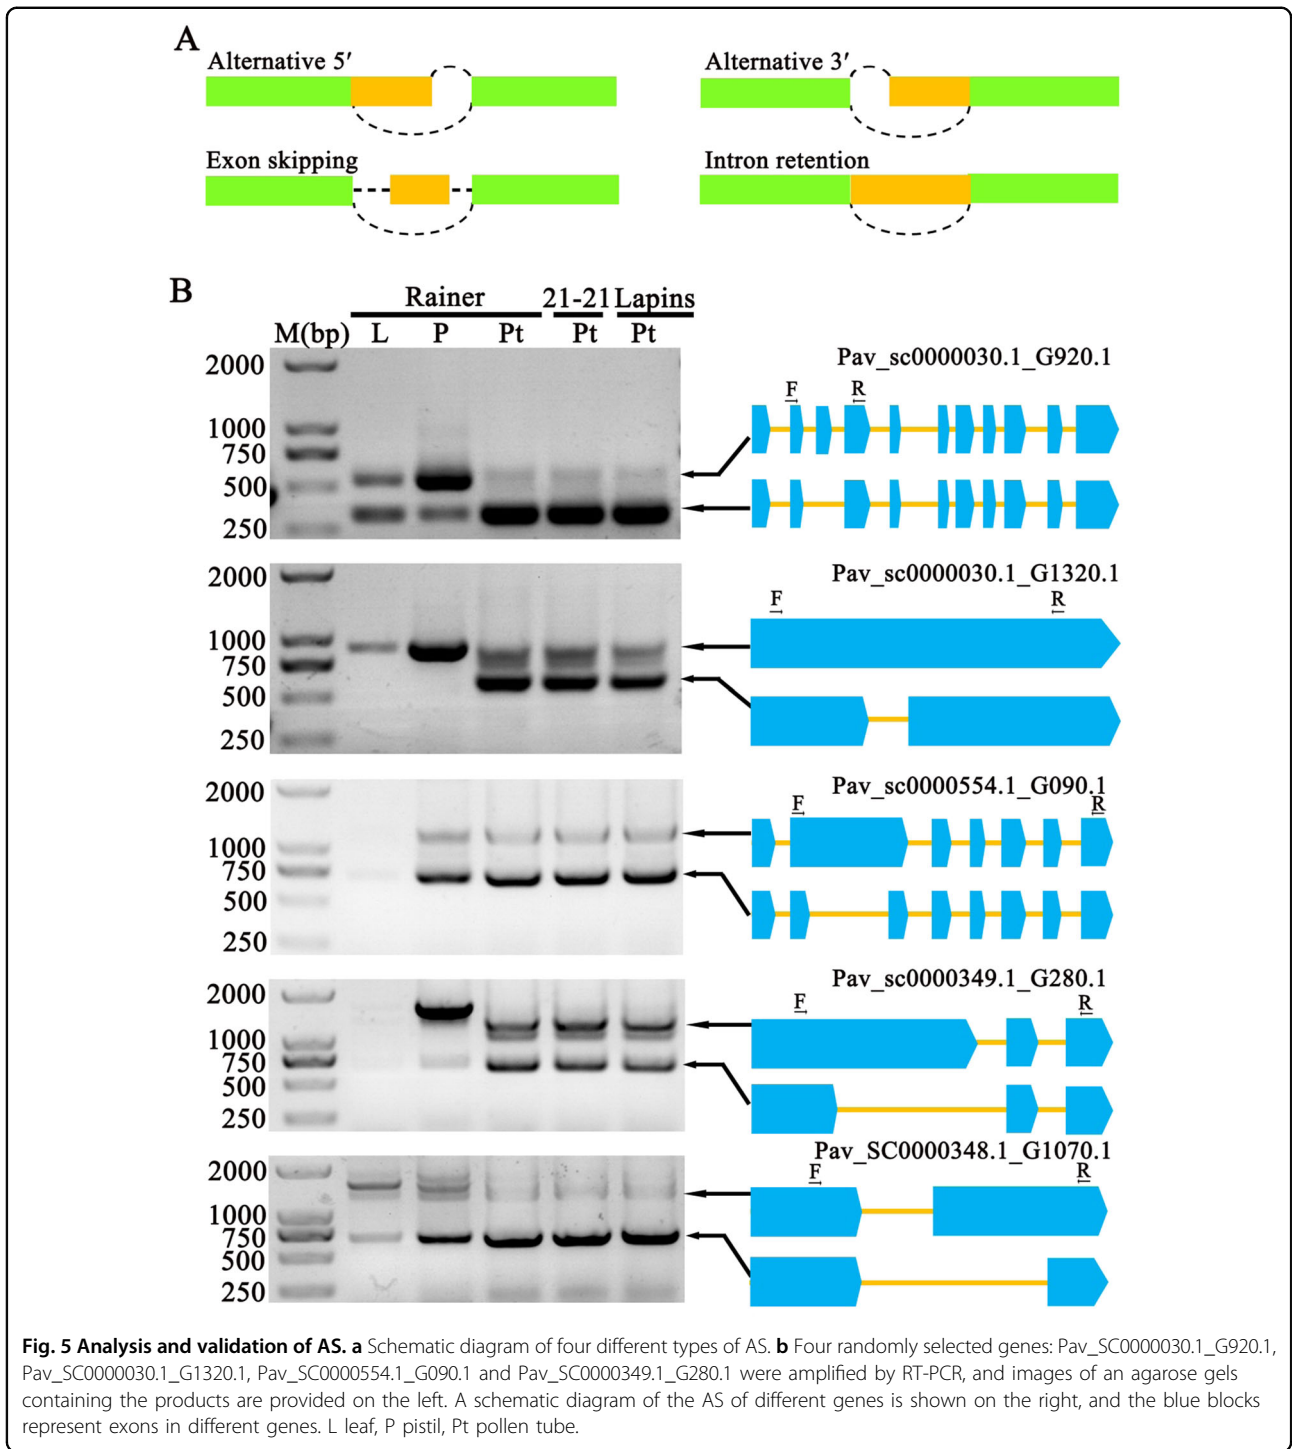 A
Alternative 5′
Alternative 3′
Exon skipping
Intron retention
B
Rainer 21-21 Lapins
M(bp) L P Pt Pt Pt
2000
1000
750
500
250
Pav_sc0000030.1_G920.1
F R
2000
1000
750
500
250
Pav_sc0000030.1_G1320.1
F R
2000
1000
750
500
250
Pav_sc0000554.1_G090.1
F R
2000
1000
750
500
250
Pav_sc0000349.1_G280.1
F R
2000
1000
750
500
250
Pav_SC0000348.1_G1070.1
F R
Fig. 5 Analysis and validation of AS. a Schematic diagram of four different types of AS. b Four randomly selected genes: Pav_SC0000030.1_G920.1,
Pav_SC0000030.1_G1320.1, Pav_SC0000554.1_G090.1 and Pav_SC0000349.1_G280.1 were amplified by RT-PCR, and images of an agarose gels
containing the products are provided on the left. A schematic diagram of the AS of different genes is shown on the right, and the blue blocks
represent exons in different genes. L leaf, P pistil, Pt pollen tube.